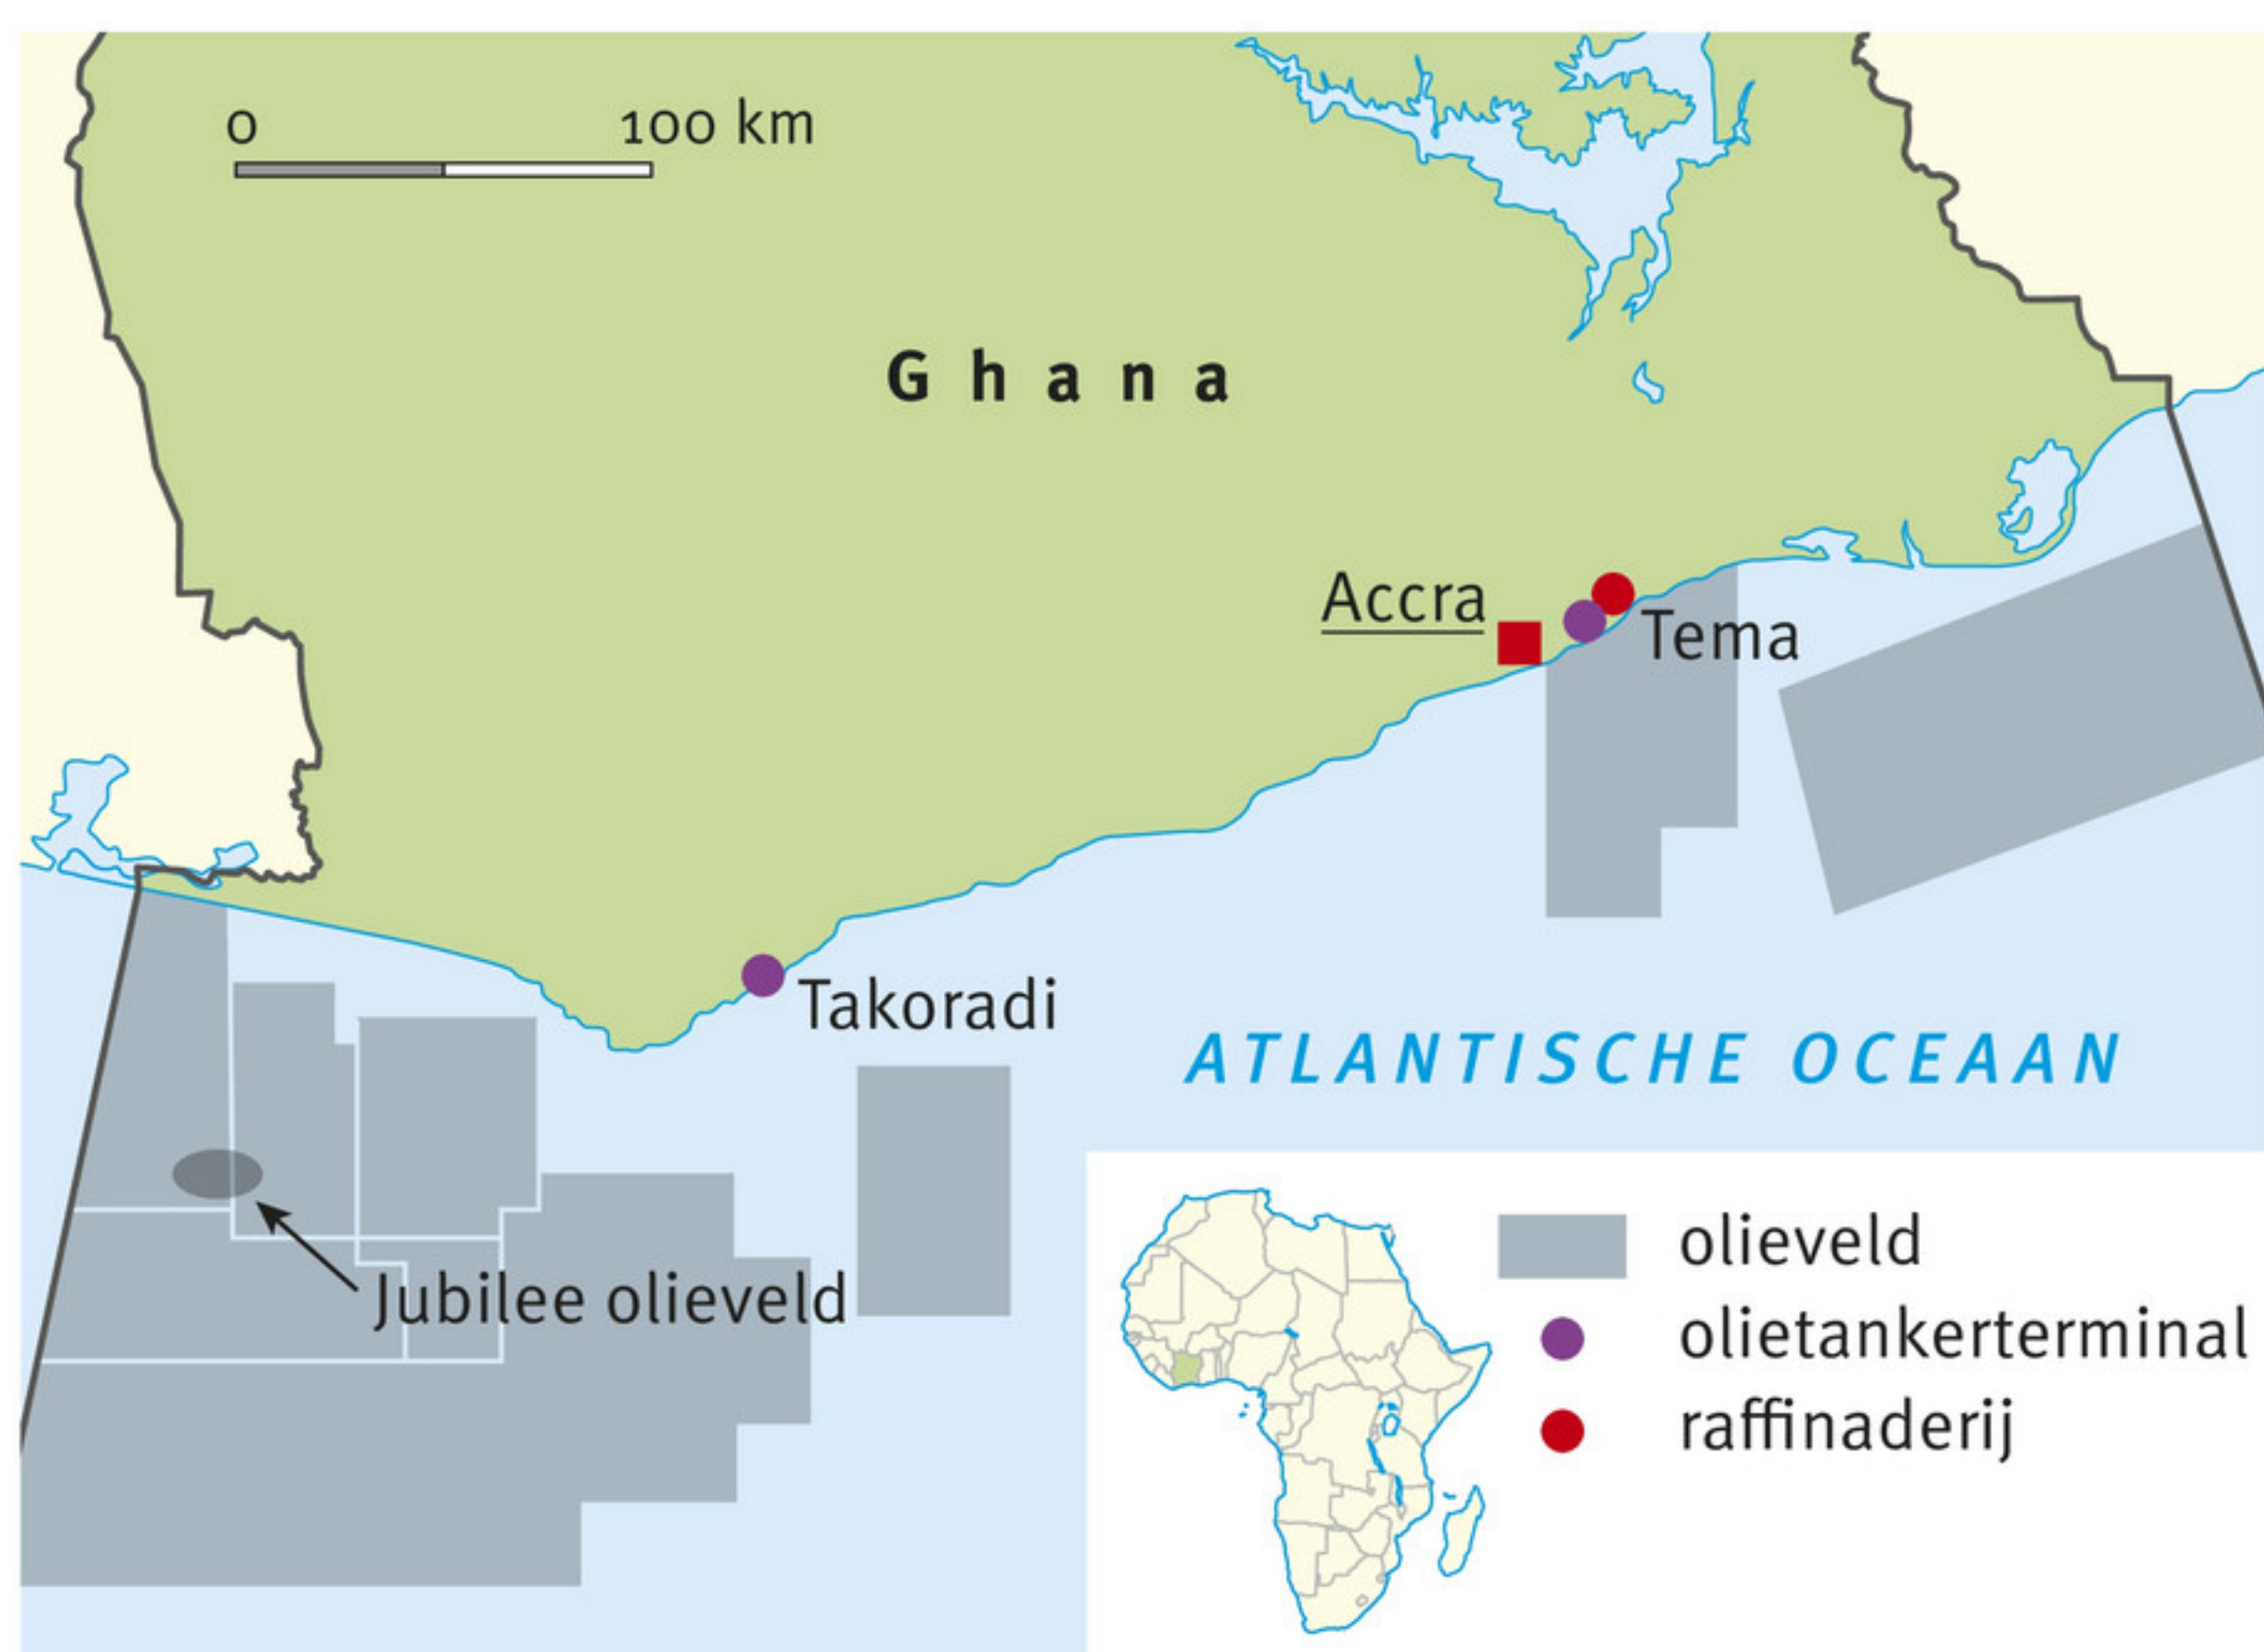 0 100 km
Ghana
Accra
Tema
Takoradi
ATLANTISCHE OCEAAN
Jubilee olieveld
olieveld
olietankerterminal
raffinaderij